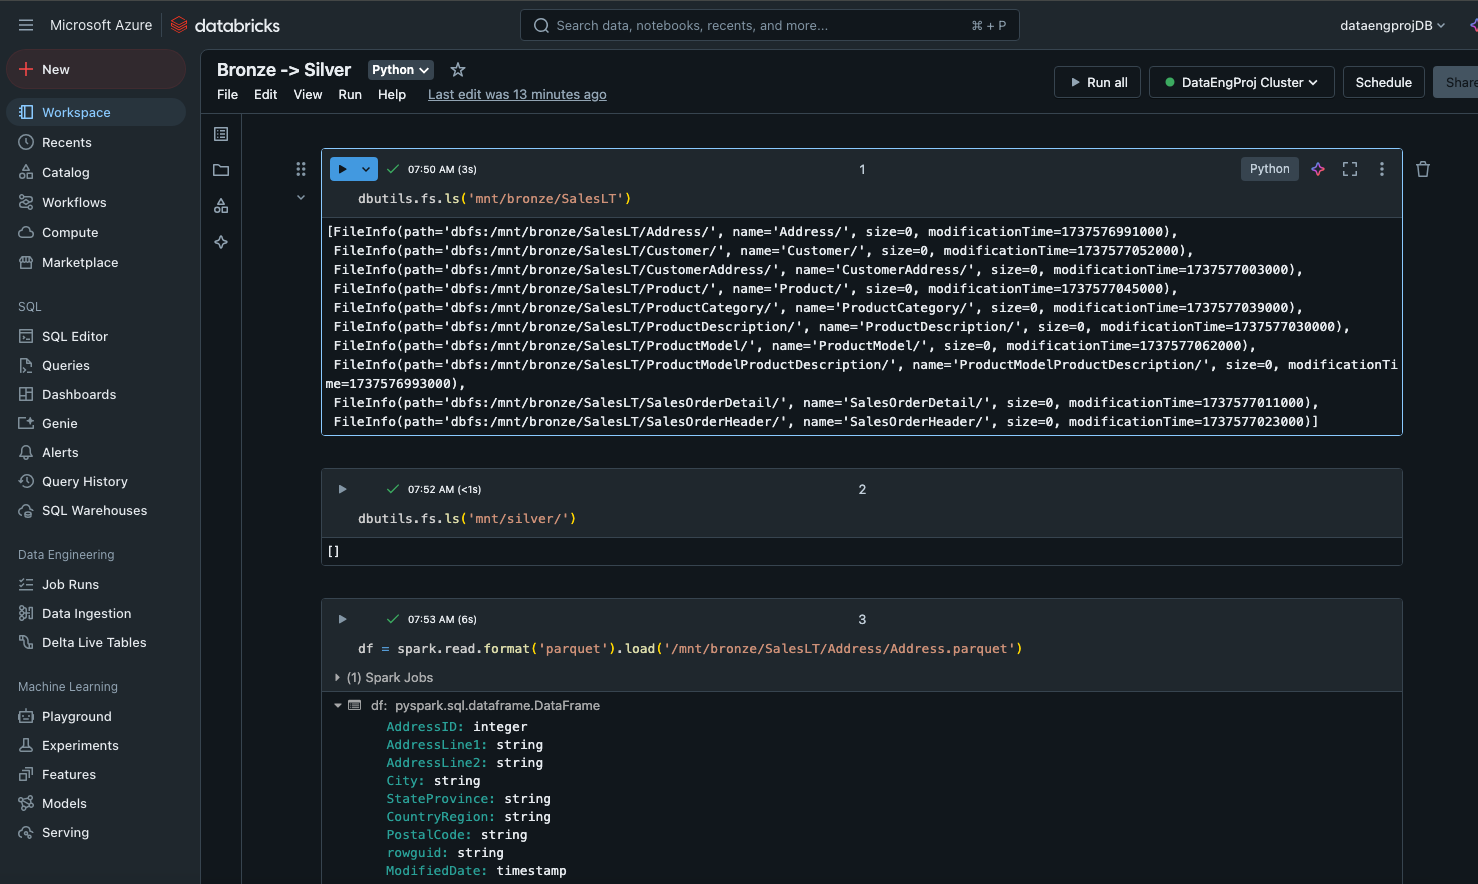 Microsoft Azure
databricks
Search data, notebooks, recents, and more...
⌘ + P
dataengprojDB
New
Workspace
Recents
Catalog
Workflows
Compute
Marketplace
SQL
SQL Editor
Queries
Dashboards
Genie
Alerts
Query History
SQL Warehouses
Data Engineering
Job Runs
Data Ingestion
Delta Live Tables
Machine Learning
Playground
Experiments
Features
Models
Serving
Bronze -> Silver
Python
File Edit View Run Help Last edit was 13 minutes ago
Run all
DataEngProj Cluster
Schedule
Share
07:50 AM (3s)
1
Python
dbutils.fs.ls('mnt/bronze/SalesLT')
[FileInfo(path='dbfs:/mnt/bronze/SalesLT/Address/', name='Address/', size=0, modificationTime=1737576991000),
FileInfo(path='dbfs:/mnt/bronze/SalesLT/Customer/', name='Customer/', size=0, modificationTime=1737577052000),
FileInfo(path='dbfs:/mnt/bronze/SalesLT/CustomerAddress/', name='CustomerAddress/', size=0, modificationTime=1737577003000),
FileInfo(path='dbfs:/mnt/bronze/SalesLT/Product/', name='Product/', size=0, modificationTime=1737577045000),
FileInfo(path='dbfs:/mnt/bronze/SalesLT/ProductCategory/', name='ProductCategory/', size=0, modificationTime=1737577039000),
FileInfo(path='dbfs:/mnt/bronze/SalesLT/ProductDescription/', name='ProductDescription/', size=0, modificationTime=1737577030000),
FileInfo(path='dbfs:/mnt/bronze/SalesLT/ProductModel/', name='ProductModel/', size=0, modificationTime=1737577062000),
FileInfo(path='dbfs:/mnt/bronze/SalesLT/ProductModelProductDescription/', name='ProductModelProductDescription/', size=0, modificationTi
me=1737576993000),
FileInfo(path='dbfs:/mnt/bronze/SalesLT/SalesOrderDetail/', name='SalesOrderDetail/', size=0, modificationTime=1737577011000),
FileInfo(path='dbfs:/mnt/bronze/SalesLT/SalesOrderHeader/', name='SalesOrderHeader/', size=0, modificationTime=1737577023000)]
07:52 AM (<1s)
2
dbutils.fs.ls('mnt/silver/')
[]
07:53 AM (6s)
3
df = spark.read.format('parquet').load('/mnt/bronze/SalesLT/Address/Address.parquet')
(1) Spark Jobs
df: pyspark.sql.dataframe.DataFrame
AddressID: integer
AddressLine1: string
AddressLine2: string
City: string
StateProvince: string
CountryRegion: string
PostalCode: string
rowguid: string
ModifiedDate: timestamp